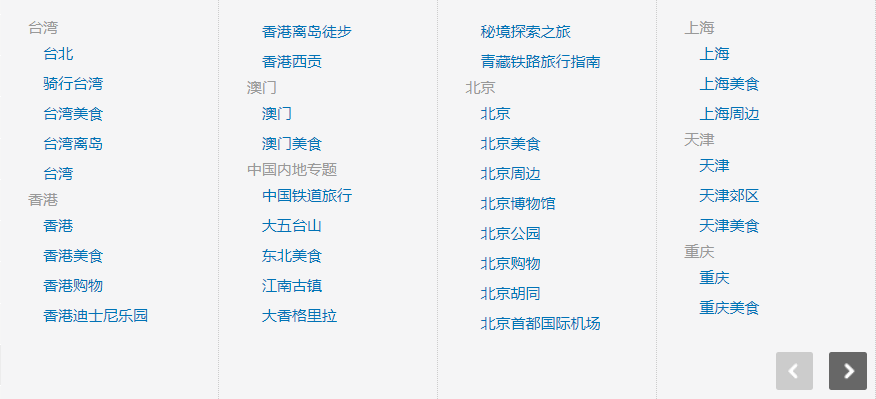 台湾
台北
骑行台湾
台湾美食
台湾离岛
台湾
香港
香港
香港美食
香港购物
香港迪士尼乐园
香港离岛徒步
香港西贡
澳门
澳门
澳门美食
中国内地专题
中国铁道旅行
大五台山
东北美食
江南古镇
大香格里拉
秘境探索之旅
青藏铁路旅行指南
北京
北京
北京美食
北京周边
北京博物馆
北京公园
北京购物
北京胡同
北京首都国际机场
上海
上海
上海美食
上海周边
天津
天津
天津郊区
天津美食
重庆
重庆
重庆美食